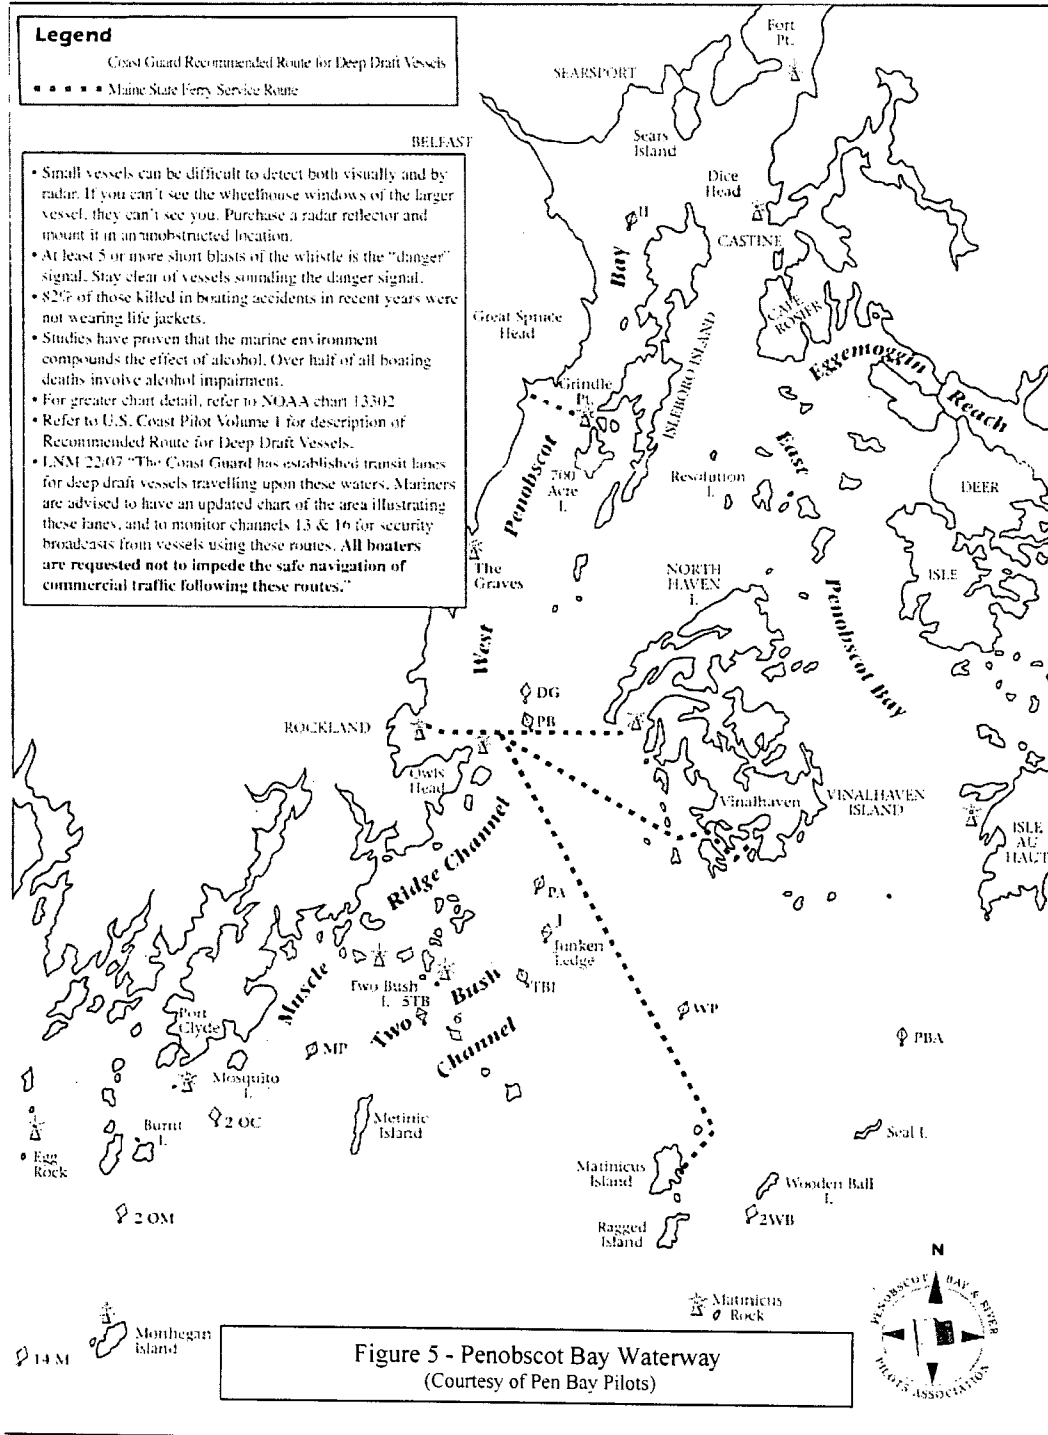 Legend
Coast Guard Recommended Route for Deep Draft Vessels
Maine State Ferry Service Route
• Small vessels can be difficult to detect both visually and by
radar. If you can't see the wheelhouse windows of the larger
vessel, they can't see you. Purchase a radar reflector and
mount it in an unobstructed location.
• At least 5 or more short blasts of the whistle is the "danger"
signal. Stay clear of vessels sounding the danger signal.
• 82% of those killed in boating accidents in recent years were
not wearing life jackets.
• Studies have proven that the marine environment
compounds the effect of alcohol. Over half of all boating
deaths involve alcohol impairment.
• For greater chart detail, refer to NOAA chart 13302
• Refer to U.S. Coast Pilot Volume 1 for description of
Recommended Route for Deep Draft Vessels.
• LNM 22/07 "The Coast Guard has established transit lanes
for deep draft vessels travelling upon these waters. Mariners
are advised to have an updated chart of the area illustrating
these lanes, and to monitor channels 13 & 16 for security
broadcasts from vessels using these routes. All boaters
are requested not to impede the safe navigation of
commercial traffic following these routes."
Fort
Pt.
SEARSPORT
Sears
Island
BELFAST
Dice
Head
II
CASTINE
Bay
CAPE
ROSIER
Great Spruce
Head
ISLEBORO ISLAND
Eggemoggin
Reach
Grindle
Pt.
Penobscot
700
Acre
I.
East
Resolution
I.
DEER
The
Graves
NORTH
HAVEN
I.
ISLE
Penobscot Bay
West
DG
PB
ROCKLAND
Owls
Head
Vinalhaven
VINALHAVEN
ISLAND
ISLE
AU
HAUT
Ridge Channel
PA
J
Junken
Ledge
Muscle
Two Bush
I.
5TB
Bush
TBI
Two
6
Channel
WP
PBA
Port
Clyde
MP
Mosquito
I.
2 OC
Metinic
Island
Burnt
I.
Egg
Rock
Seal I.
Matinicus
Island
Wooden Ball
I.
2WB
Ragged
Island
2 OM
N
Matinicus
Rock
PENOBSCOT BAY & RIVER
PILOTS ASSOCIATION
Monhegan
Island
14 M
Figure 5 - Penobscot Bay Waterway
(Courtesy of Pen Bay Pilots)